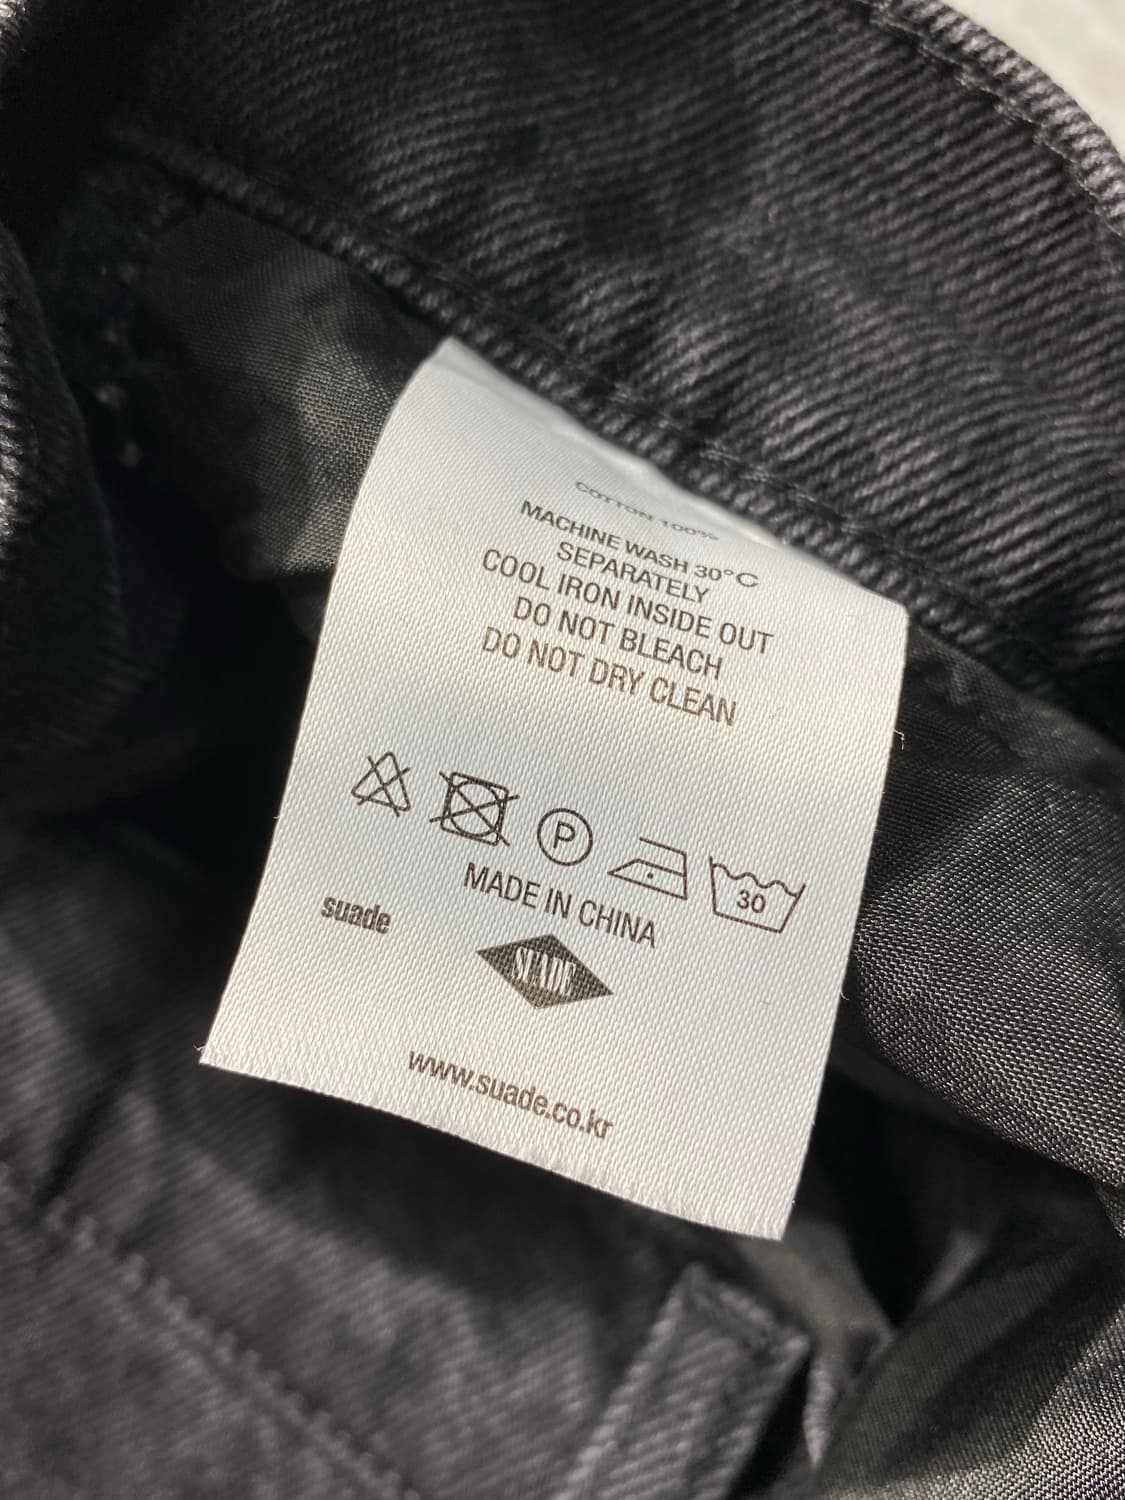 COTTON 100%
MACHINE WASH 30°C
SEPARATELY
COOL IRON INSIDE OUT
DO NOT BLEACH
DO NOT DRY CLEAN
P
30
MADE IN CHINA
suade
SUADE
www.suade.co.kr